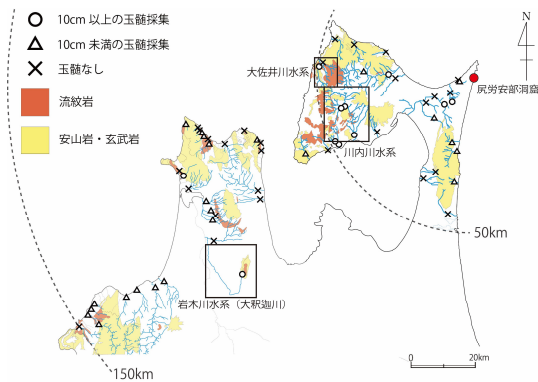 10cm 以上の玉髄採集
10cm 未満の玉髄採集
玉髄なし
流紋岩
安山岩・玄武岩
大佐井川水系
N
尻労安部洞窟
川内川水系
50km
岩木川水系（大釈迦川）
150km
0 20km